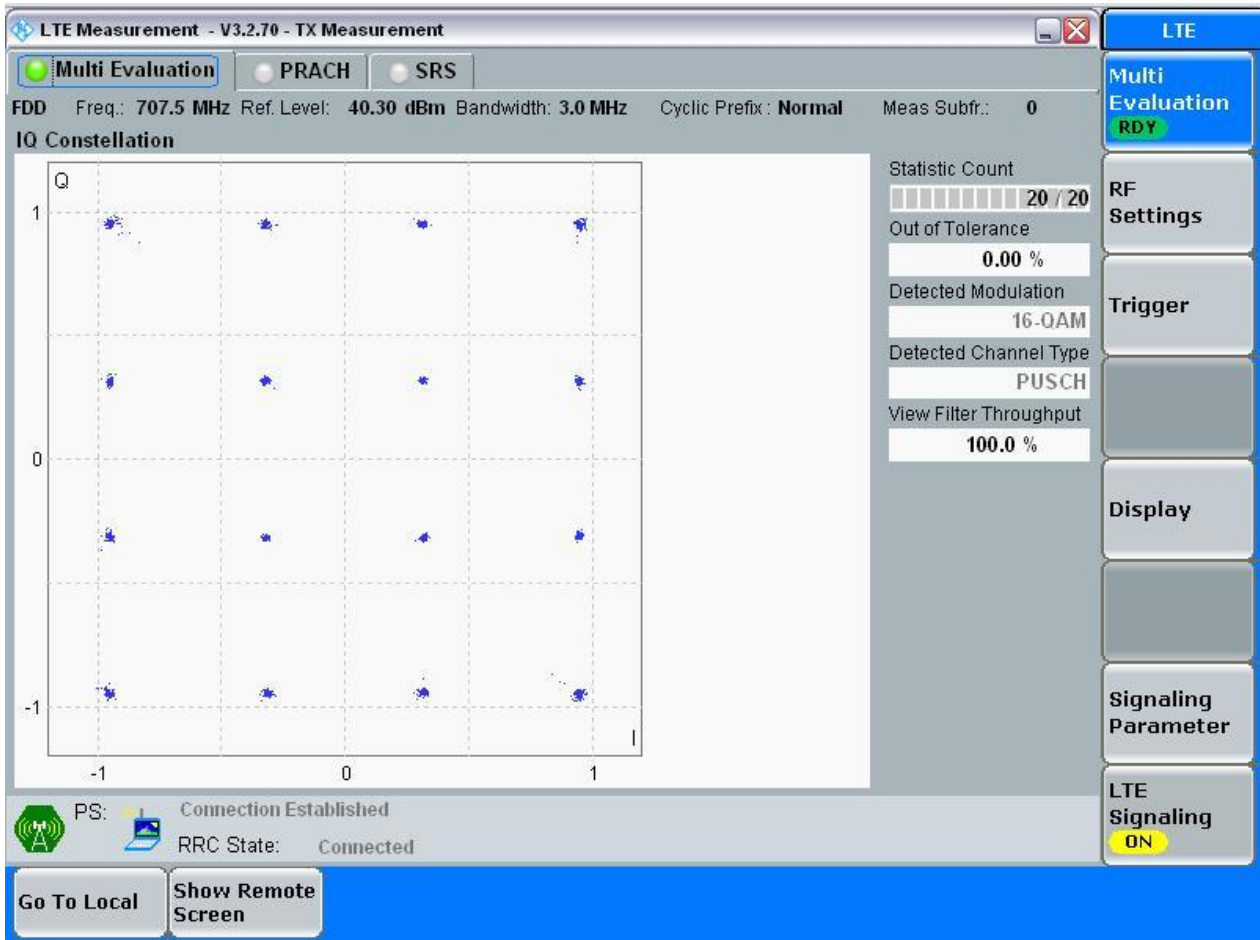 LTE Measurement - V3.2.70 - TX Measurement
LTE
Multi Evaluation
PRACH
SRS
Multi
Evaluation
RDY
FDD Freq.: 707.5 MHz Ref. Level: 40.30 dBm Bandwidth: 3.0 MHz Cyclic Prefix : Normal Meas Subfr.: 0
IQ Constellation
Q
1
0
-1
I
-1 0 1
Statistic Count
20 / 20
Out of Tolerance
0.00 %
Detected Modulation
16-QAM
Detected Channel Type
PUSCH
View Filter Throughput
100.0 %
RF
Settings
Trigger
Display
Signaling
Parameter
LTE
Signaling
ON
PS: Connection Established
RRC State: Connected
Go To Local
Show Remote
Screen